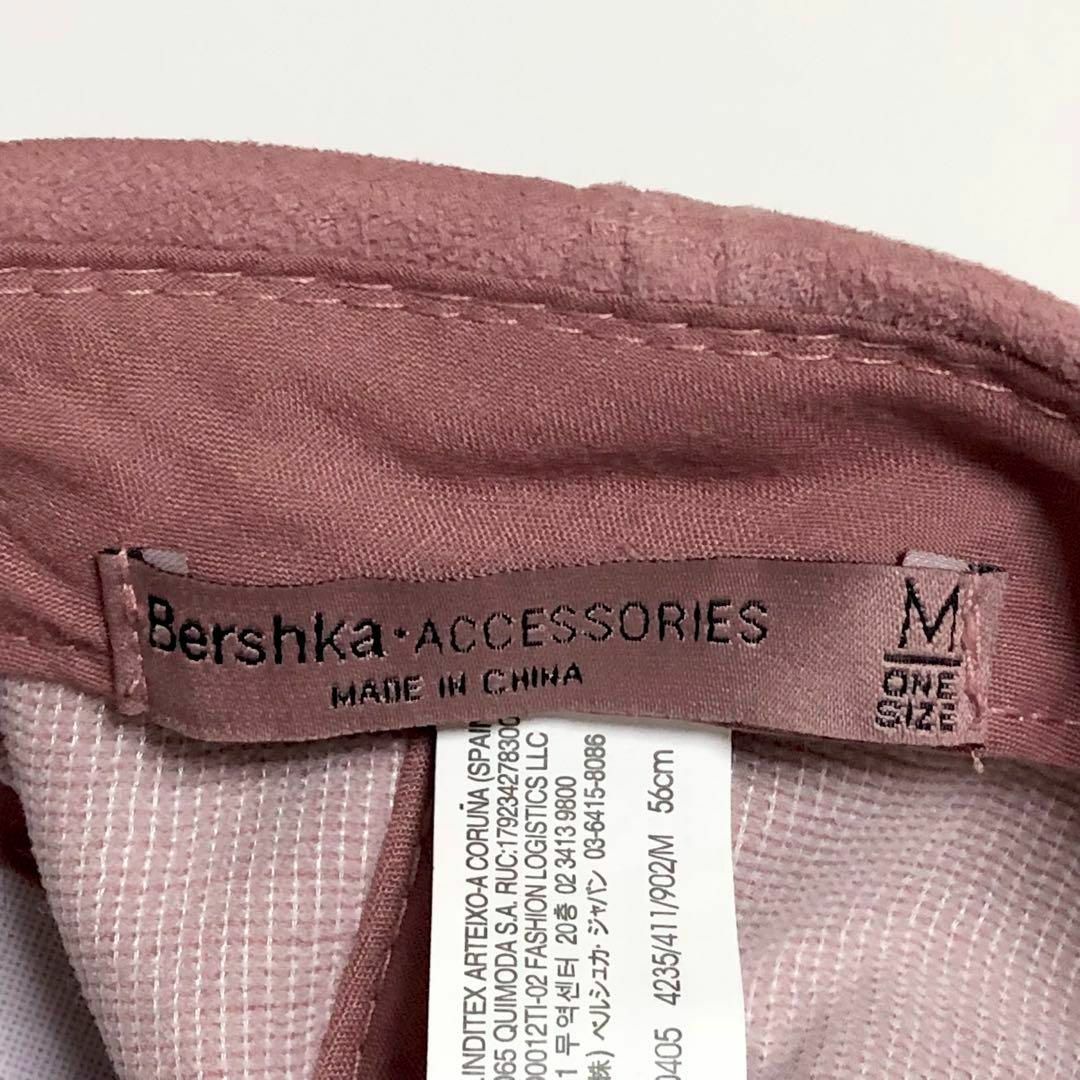 Bershka·ACCESSORIES
MADE IN CHINA
M
ONE
SIZE
.INDITEX ARTEIXO-A CORUÑA (SPAIN
065 QUIMODA S.A. RUC:179234278300
90012TI-02 FASHION LOGISTICS LLC
1 무역센터 20층 02 3413 9800
株) ベルシュカ・ジャパン 03-6415-8086
0405 4235/411/902/M 56cm